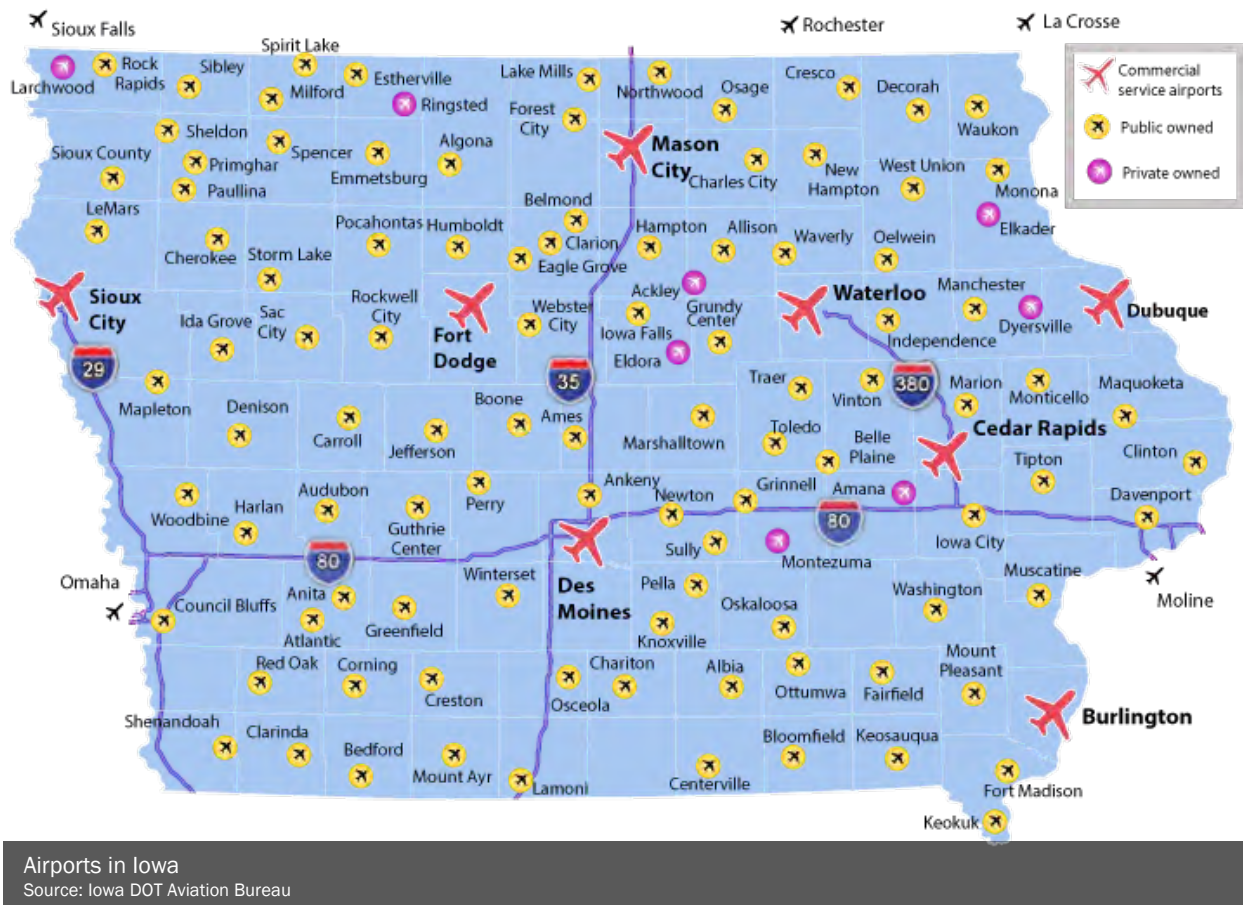 Sioux Falls
Rochester
La Crosse
Spirit Lake
Rock
Rapids
Larchwood
Sibley
Milford
Estherville
Ringsted
Lake Mills
Northwood
Osage
Cresco
Decorah
Waukon
Commercial
service airports
Public owned
Private owned
Forest
City
Sheldon
Sioux County
Primghar
Paullina
Spencer
Emmetsburg
Algona
Mason
City
Charles City
New
Hampton
West Union
Monona
Elkader
LeMars
Cherokee
Storm Lake
Pocahontas
Humboldt
Belmond
Clarion
Eagle Grove
Hampton
Allison
Waverly
Oelwein
Sioux
City
Ida Grove
Sac
City
Rockwell
City
Fort
Dodge
Webster
City
Ackley
Iowa Falls
Grundy
Center
Eldora
Waterloo
Manchester
Dyersville
Independence
Dubuque
29
35
380
Mapleton
Denison
Carroll
Jefferson
Boone
Ames
Marshalltown
Traer
Vinton
Marion
Monticello
Maquoketa
Toledo
Belle
Plaine
Cedar Rapids
Tipton
Clinton
Woodbine
Harlan
Audubon
Guthrie
Center
Perry
Ankeny
Newton
Grinnell
Amana
80
Iowa City
Davenport
80
Sully
Montezuma
Omaha
Council Bluffs
Anita
Atlantic
Greenfield
Winterset
Des
Moines
Pella
Knoxville
Oskaloosa
Washington
Muscatine
Moline
Red Oak
Corning
Creston
Osceola
Chariton
Albia
Ottumwa
Fairfield
Mount
Pleasant
Burlington
Shenandoah
Clarinda
Bedford
Mount Ayr
Lamoni
Centerville
Bloomfield
Keosauqua
Fort Madison
Keokuk
Airports in Iowa
Source: Iowa DOT Aviation Bureau